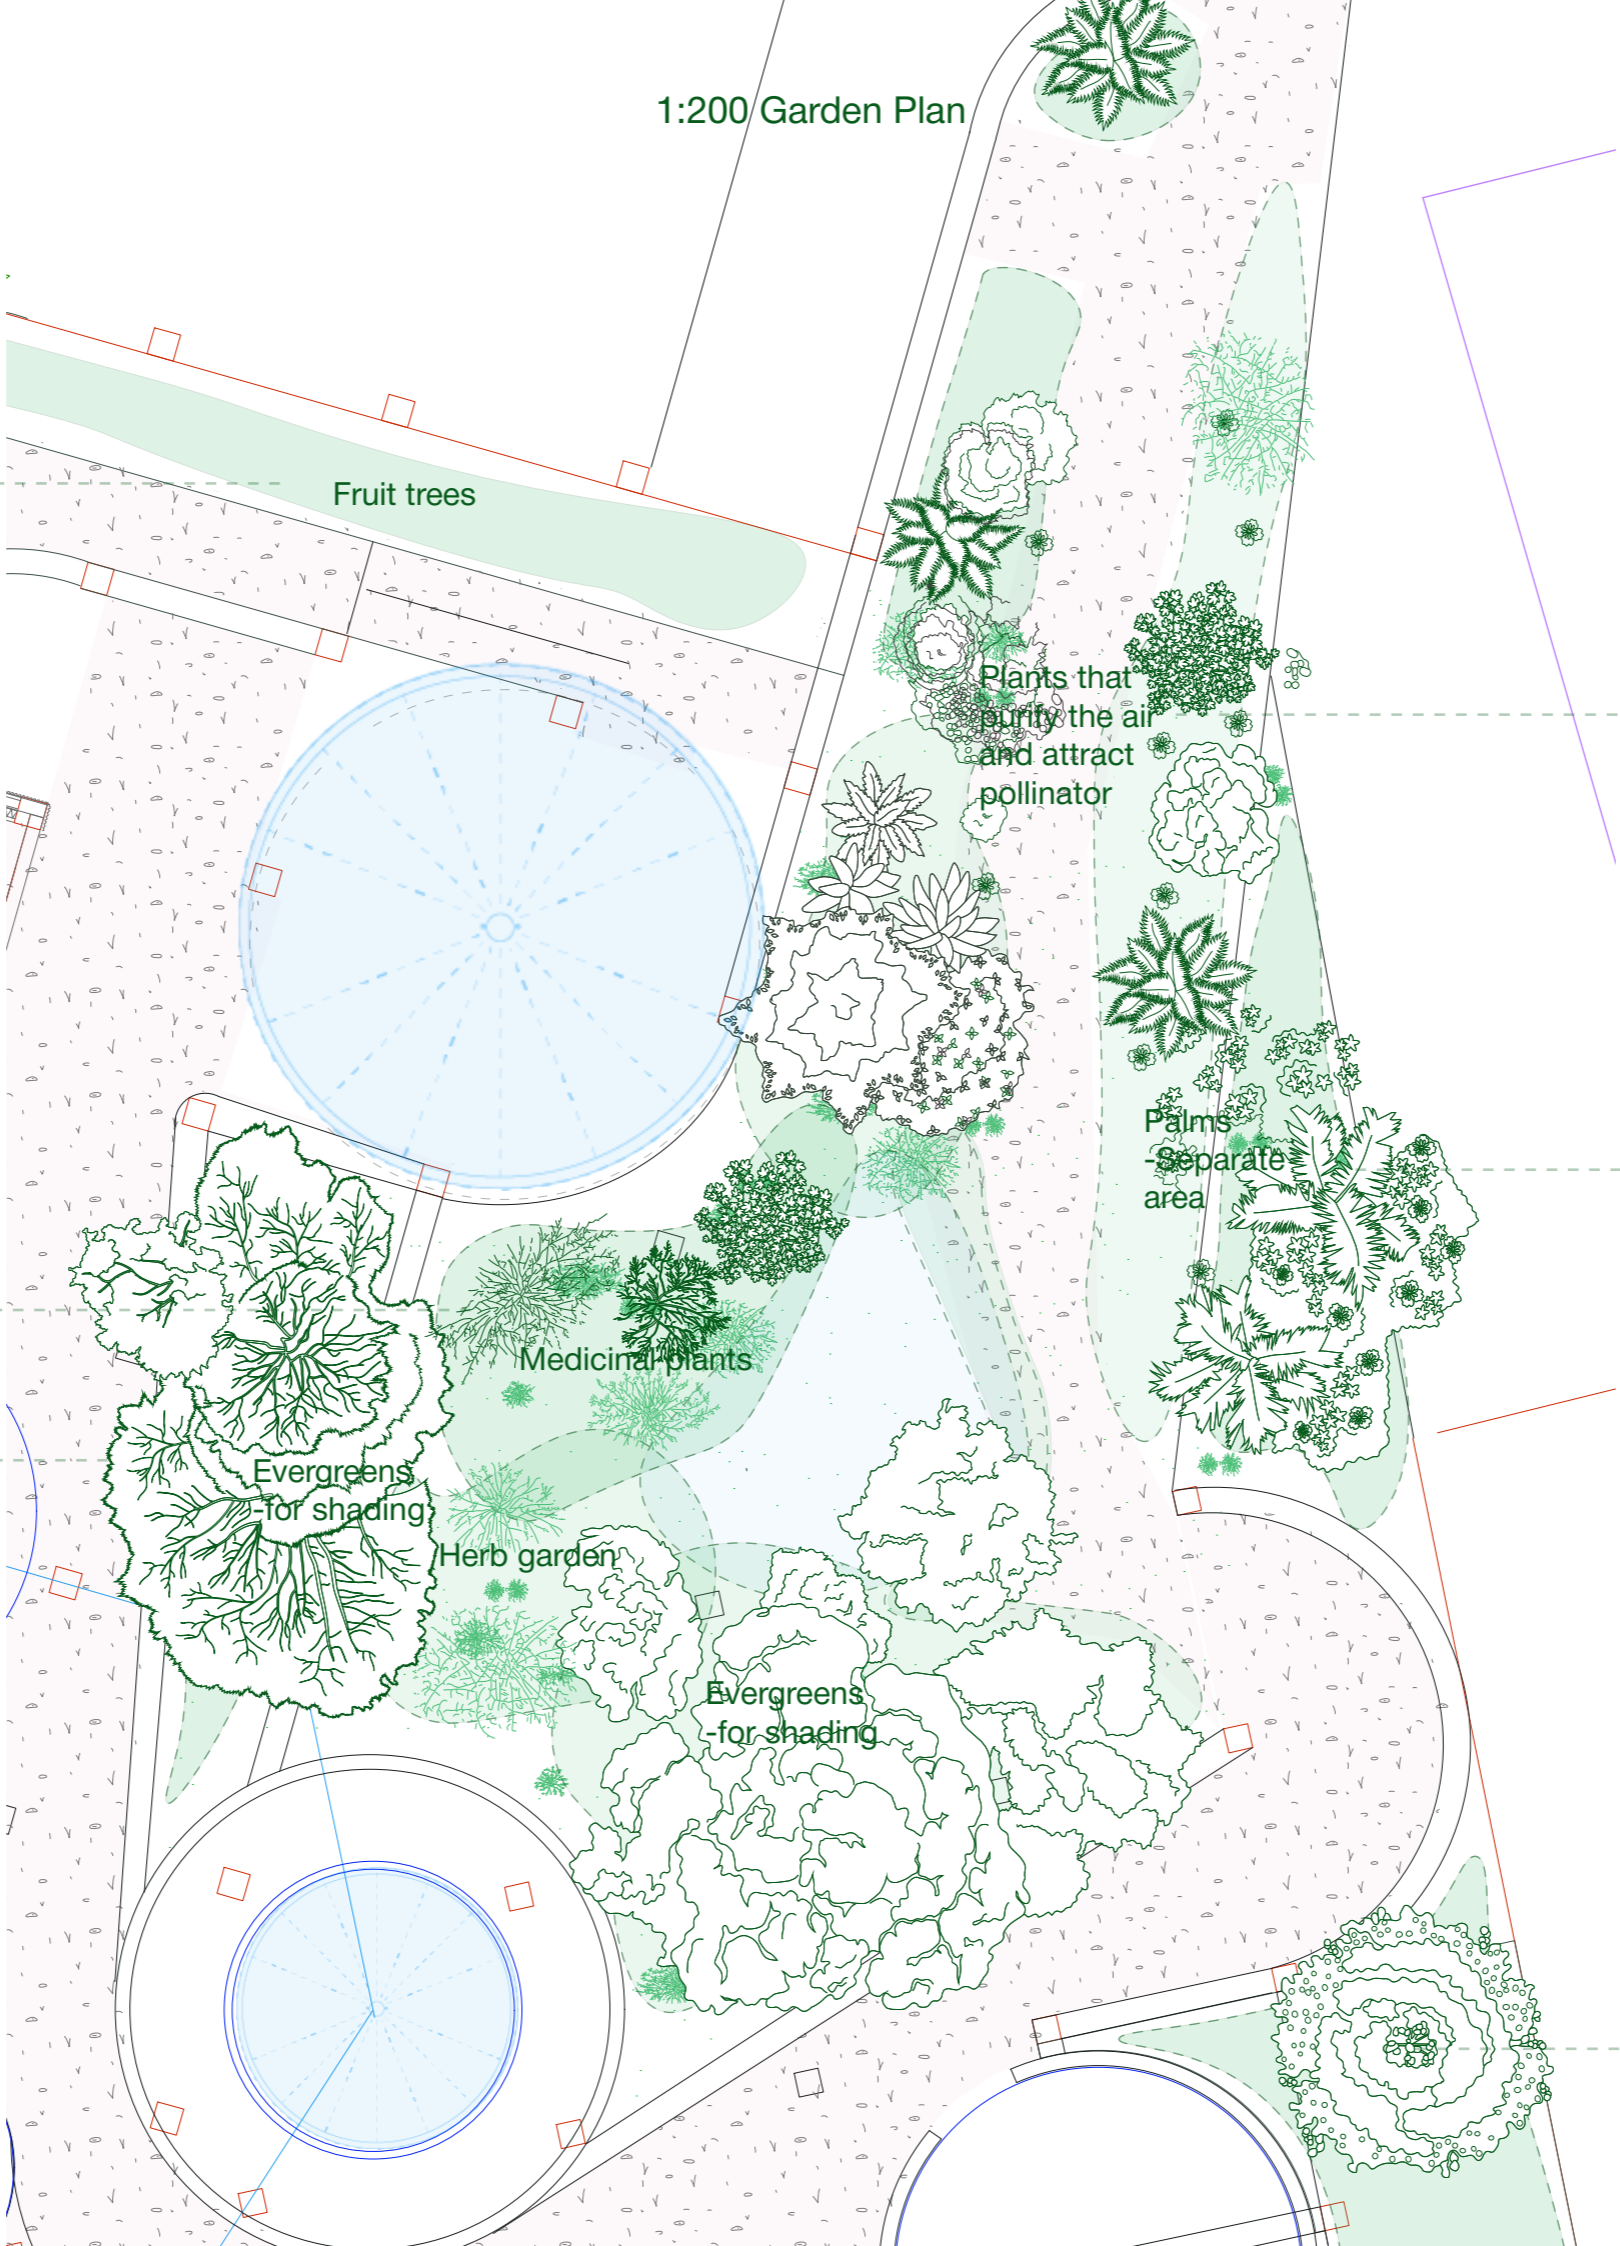 1:200 Garden Plan
Fruit trees
Plants that
purify the air
and attract
pollinator
Palms
-Separate
area
Medicinal plants
Evergreens
-for shading
Herb garden
Evergreens
-for shading